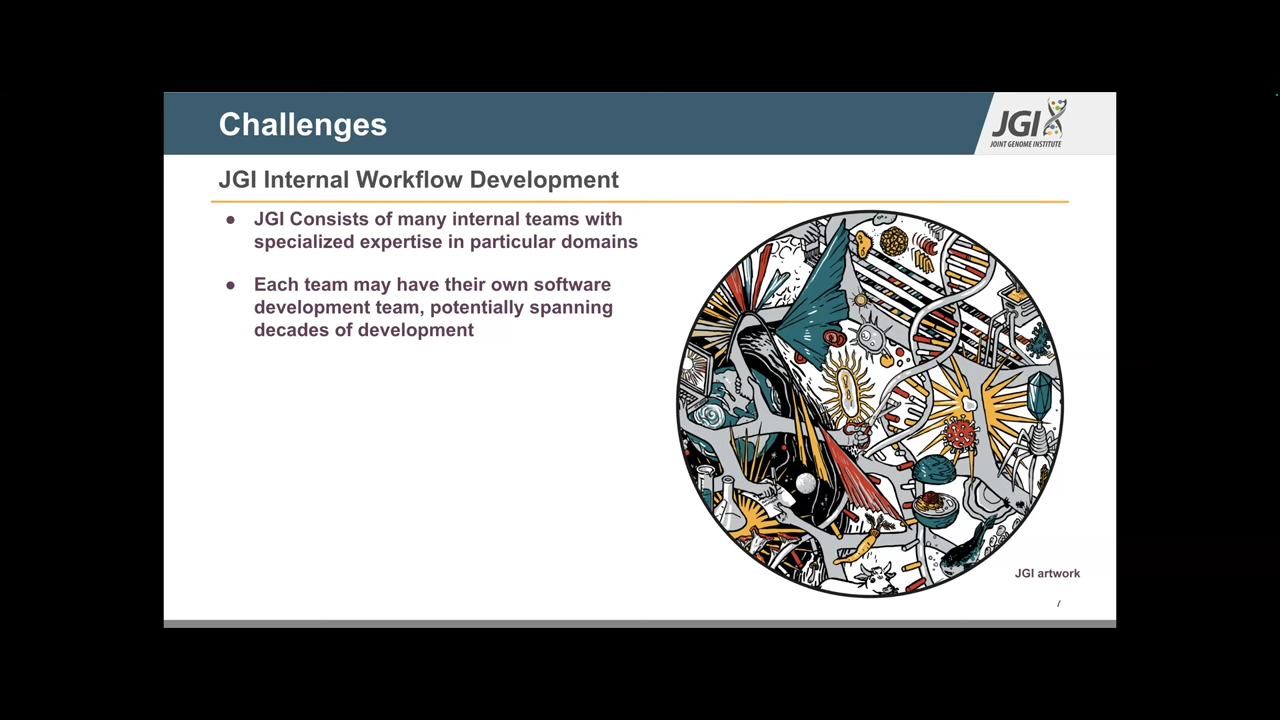 Challenges
JGI
JOINT GENOME INSTITUTE
JGI Internal Workflow Development
● JGI Consists of many internal teams with
specialized expertise in particular domains
● Each team may have their own software
development team, potentially spanning
decades of development
JGI artwork
7